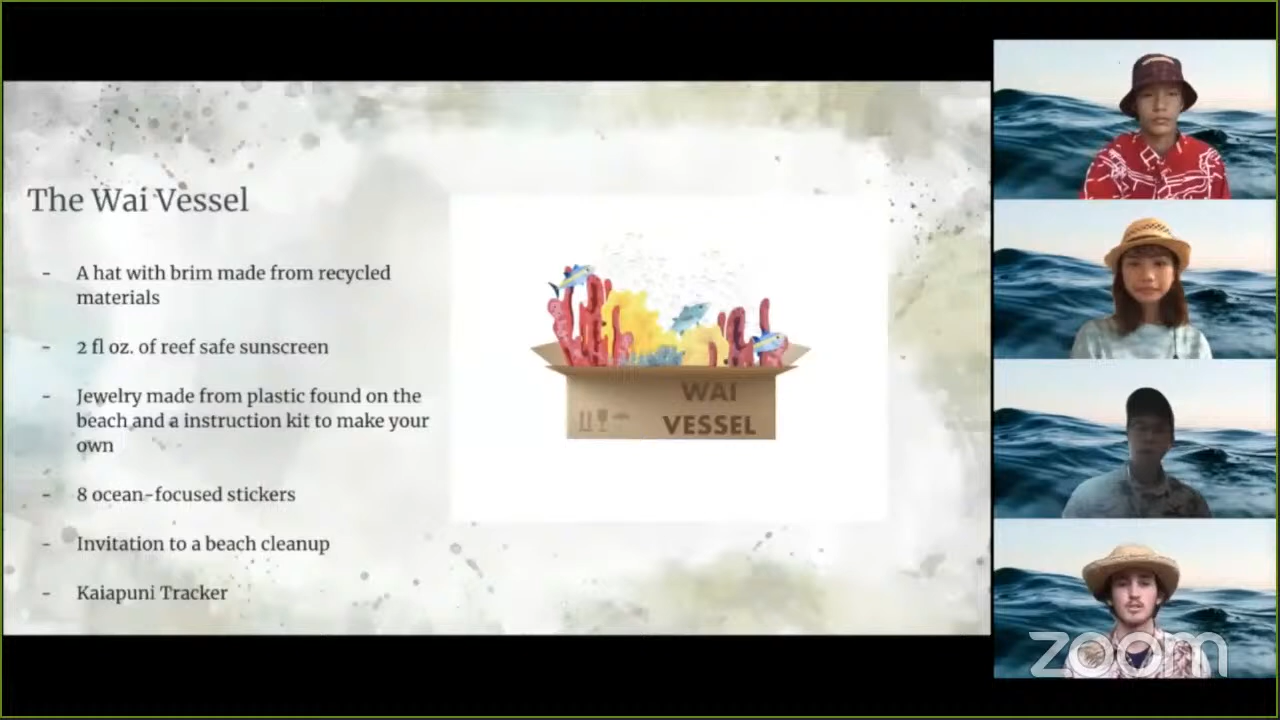 The Wai Vessel
- A hat with brim made from recycled
materials
- 2 fl oz. of reef safe sunscreen
- Jewelry made from plastic found on the
beach and a instruction kit to make your
own
- 8 ocean-focused stickers
- Invitation to a beach cleanup
- Kaiapuni Tracker
WAI
VESSEL
zoom